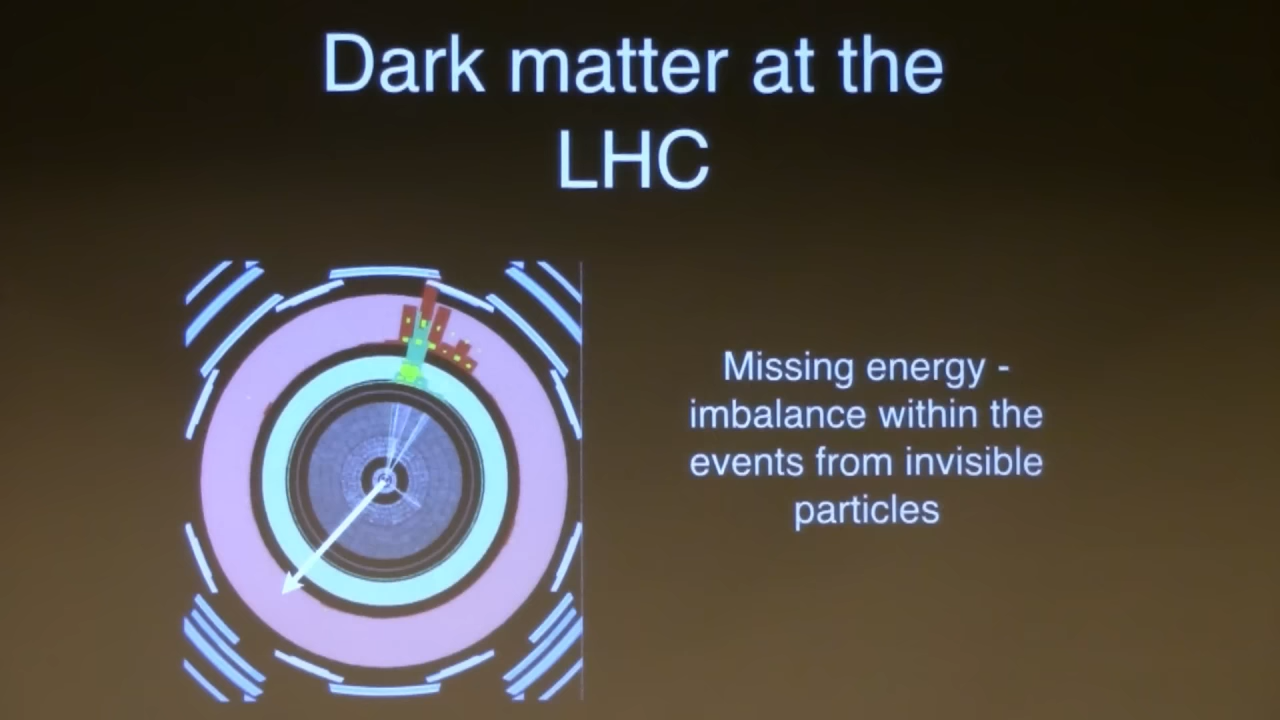 Dark matter at the
LHC
Missing energy -
imbalance within the
events from invisible
particles